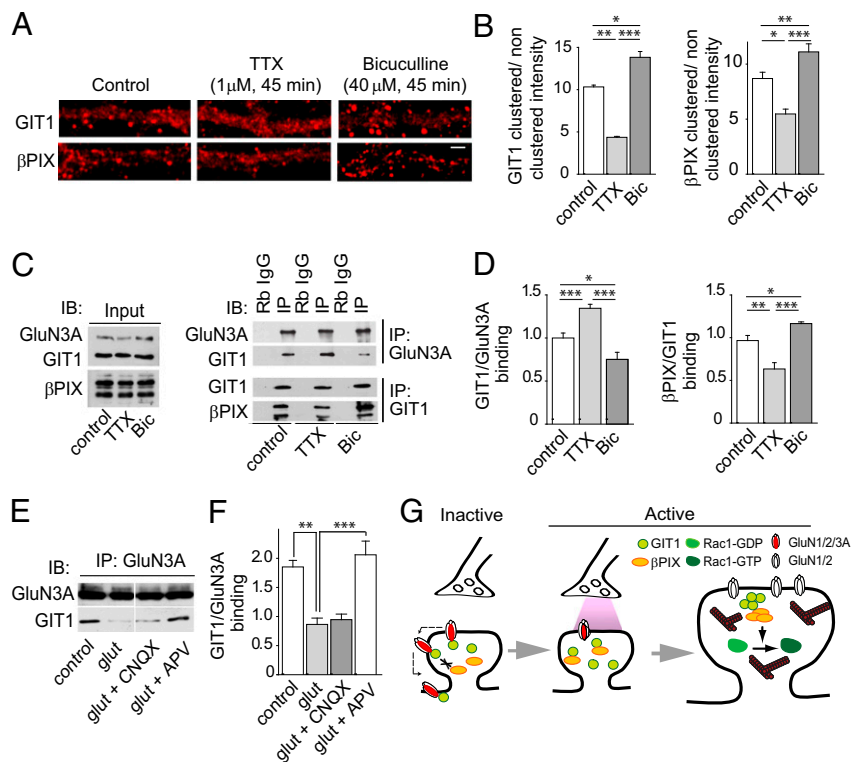 A
Control
TTX
(1μM, 45 min)
Bicuculline
(40 μM, 45 min)
GIT1
βPIX
B
GIT1 clustered/ non
clustered intensity
15
10
5
0
* 
** ***
control
TTX
Bic
βPIX clustered/ non
clustered intensity
10
5
0
**
* ***
control
TTX
Bic
C
IB:
Input
GluN3A
GIT1
βPIX
control
TTX
Bic
Rb IgG
IP
Rb IgG
IP
Rb IgG
IP
IB:
GluN3A
GIT1
IP:
GluN3A
GIT1
βPIX
IP:
GIT1
control
TTX
Bic
D
GIT1/GluN3A
binding
1.5
1.0
0.5
0
*
*** ***
control
TTX
Bic
βPIX/GIT1
binding
1.5
1.0
0.5
0
*
** ***
control
TTX
Bic
E
IB:
IP: GluN3A
GluN3A
GIT1
control
glut
glut + CNQX
glut + APV
F
GIT1/GluN3A
binding
2.0
1.5
1.0
0.5
0
** ***
control
glut
glut + CNQX
glut + APV
G
Inactive
Active
GIT1
Rac1-GDP
GluN1/2/3A
βPIX
Rac1-GTP
GluN1/2